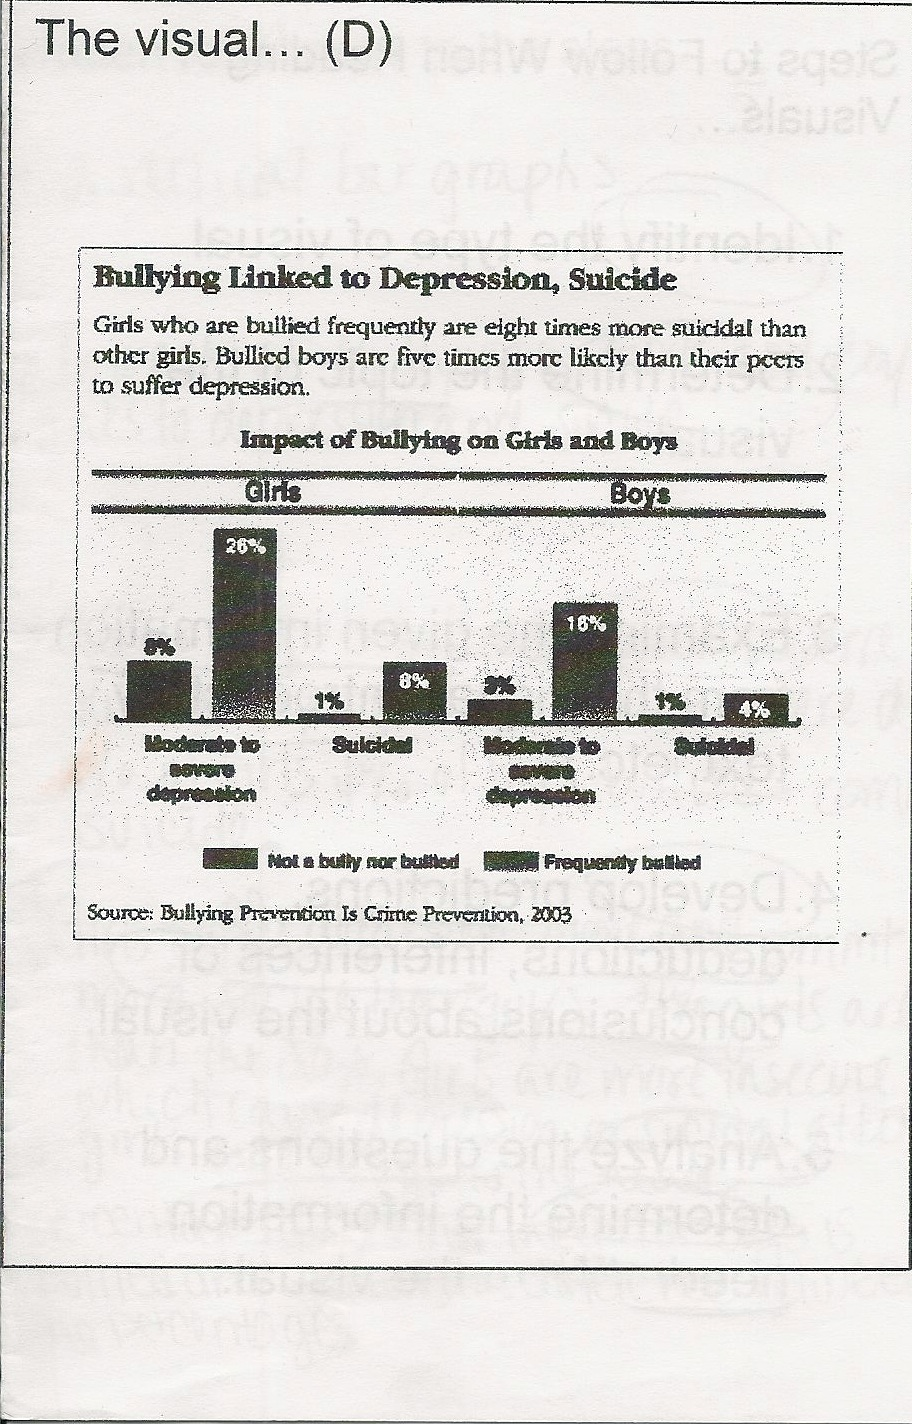 The visual... (D)
Bullying Linked to Depression, Suicide
Girls who are bullied frequently are eight times more suicidal than
other girls. Bullied boys are five times more likely than their peers
to suffer depression.
Impact of Bullying on Girls and Boys
Girls Boys
26%
16%
8% 1% 8% 3% 1% 4%
Moderate to Suicidal Moderate to Suicidal
severe severe
depression depression
Not a bully nor bullied Frequently bullied
Source: Bullying Prevention Is Crime Prevention, 2003